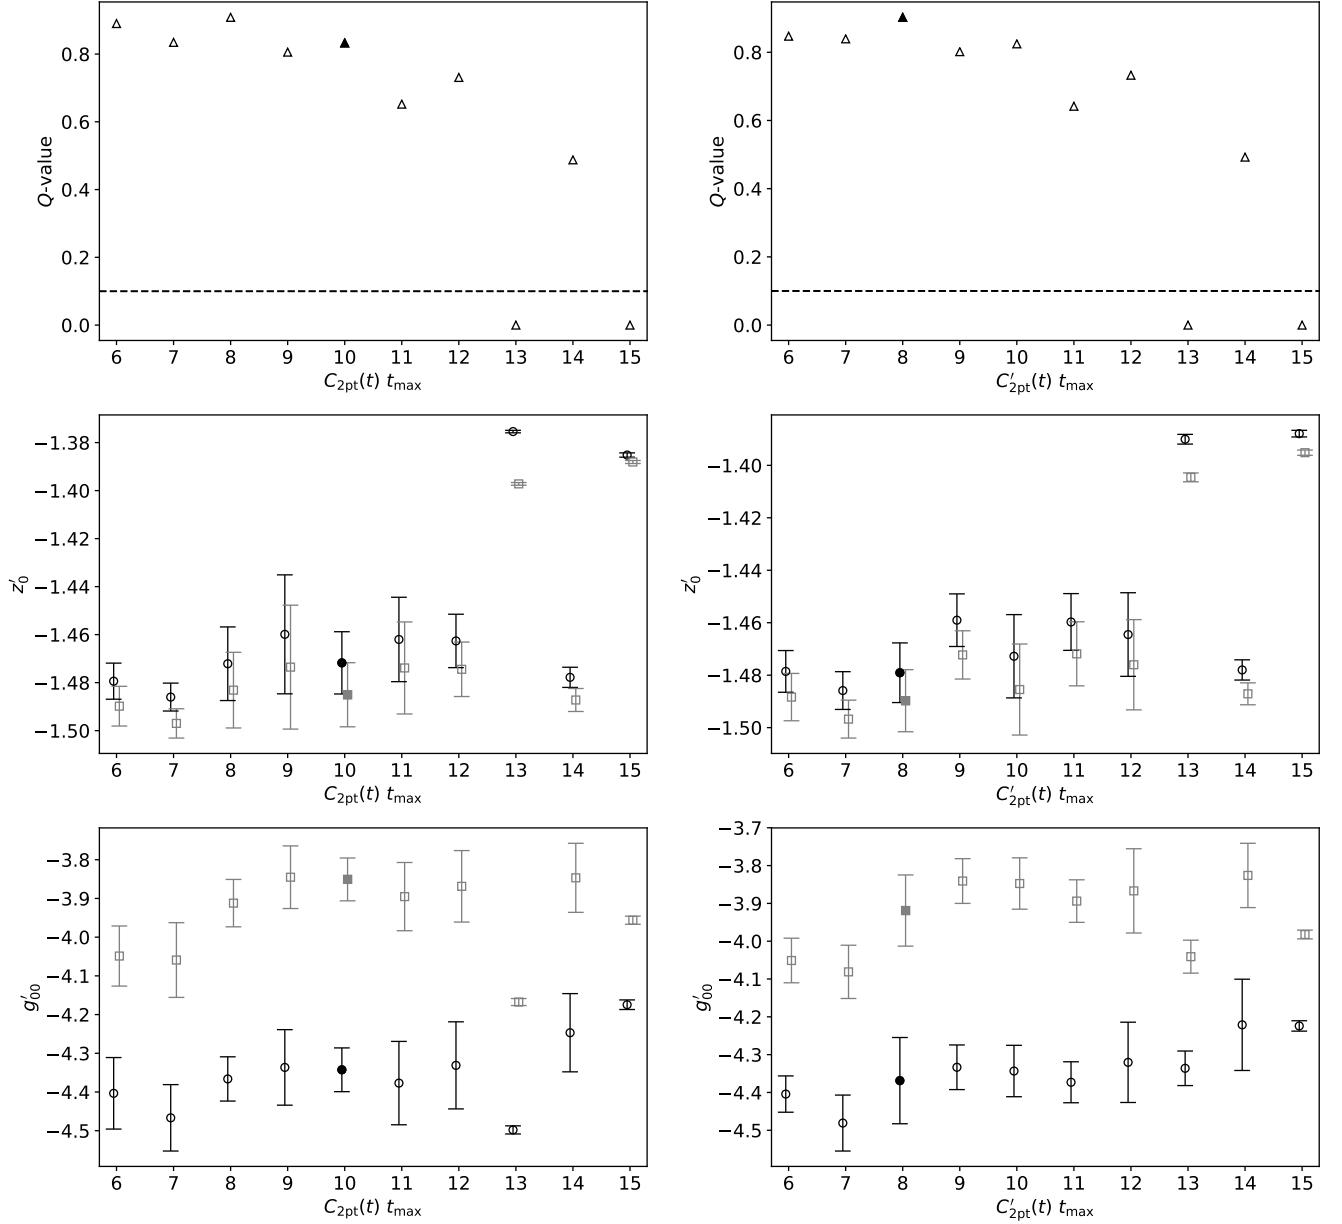 0.8
0.6
0.4
0.2
0.0
Q-value
6 7 8 9 10 11 12 13 14 15
C₂ₚₜ(t) tₘₐₓ
0.8
0.6
0.4
0.2
0.0
Q-value
6 7 8 9 10 11 12 13 14 15
C′₂ₚₜ(t) tₘₐₓ
−1.38
−1.40
−1.42
−1.44
−1.46
−1.48
−1.50
z′₀
6 7 8 9 10 11 12 13 14 15
C₂ₚₜ(t) tₘₐₓ
−1.40
−1.42
−1.44
−1.46
−1.48
−1.50
z′₀
6 7 8 9 10 11 12 13 14 15
C′₂ₚₜ(t) tₘₐₓ
−3.8
−3.9
−4.0
−4.1
−4.2
−4.3
−4.4
−4.5
g′₀₀
6 7 8 9 10 11 12 13 14 15
C₂ₚₜ(t) tₘₐₓ
−3.7
−3.8
−3.9
−4.0
−4.1
−4.2
−4.3
−4.4
−4.5
g′₀₀
6 7 8 9 10 11 12 13 14 15
C′₂ₚₜ(t) tₘₐₓ